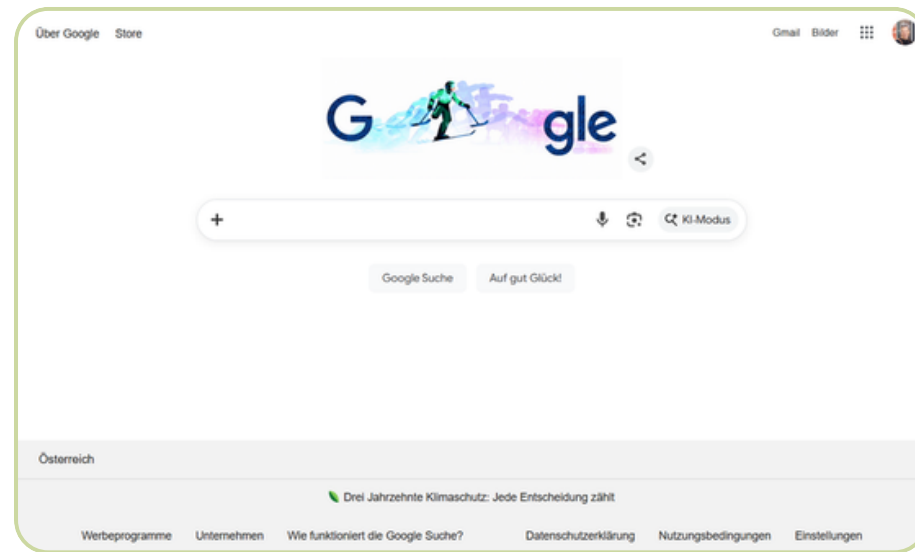 Über Google Store Gmail Bilder
G gle
KI-Modus
Google Suche Auf gut Glück!
Österreich
Drei Jahrzehnte Klimaschutz: Jede Entscheidung zählt
Werbeprogramme Unternehmen Wie funktioniert die Google Suche? Datenschutzerklärung Nutzungsbedingungen Einstellungen